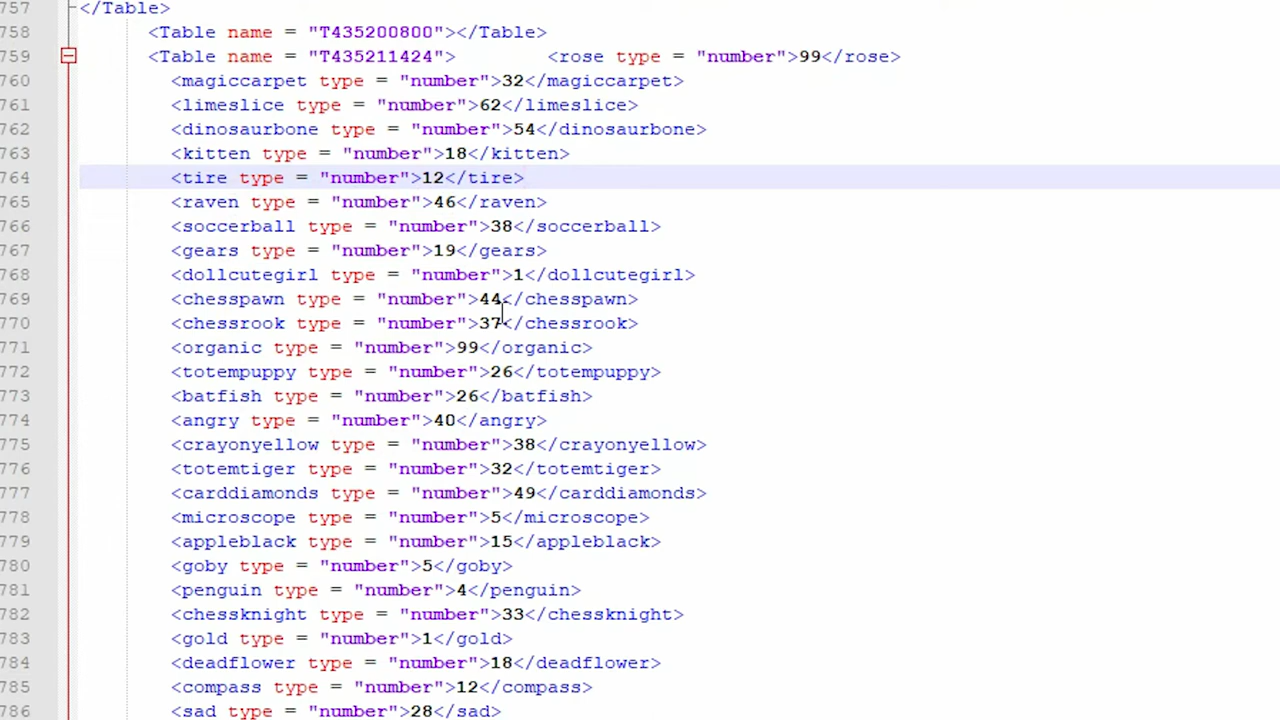 757 </Table>
758 <Table name = "T435200800"></Table>
759 <Table name = "T435211424"> <rose type = "number">99</rose>
760 <magiccarpet type = "number">32</magiccarpet>
761 <limeslice type = "number">62</limeslice>
762 <dinosaurbone type = "number">54</dinosaurbone>
763 <kitten type = "number">18</kitten>
764 <tire type = "number">12</tire>
765 <raven type = "number">46</raven>
766 <soccerball type = "number">38</soccerball>
767 <gears type = "number">19</gears>
768 <dollcutegirl type = "number">1</dollcutegirl>
769 <chesspawn type = "number">44</chesspawn>
770 <chessrook type = "number">37</chessrook>
771 <organic type = "number">99</organic>
772 <totempuppy type = "number">26</totempuppy>
773 <batfish type = "number">26</batfish>
774 <angry type = "number">40</angry>
775 <crayonyellow type = "number">38</crayonyellow>
776 <totemtiger type = "number">32</totemtiger>
777 <carddiamonds type = "number">49</carddiamonds>
778 <microscope type = "number">5</microscope>
779 <appleblack type = "number">15</appleblack>
780 <goby type = "number">5</goby>
781 <penguin type = "number">4</penguin>
782 <chessknight type = "number">33</chessknight>
783 <gold type = "number">1</gold>
784 <deadflower type = "number">18</deadflower>
785 <compass type = "number">12</compass>
786 <sad type = "number">28</sad>